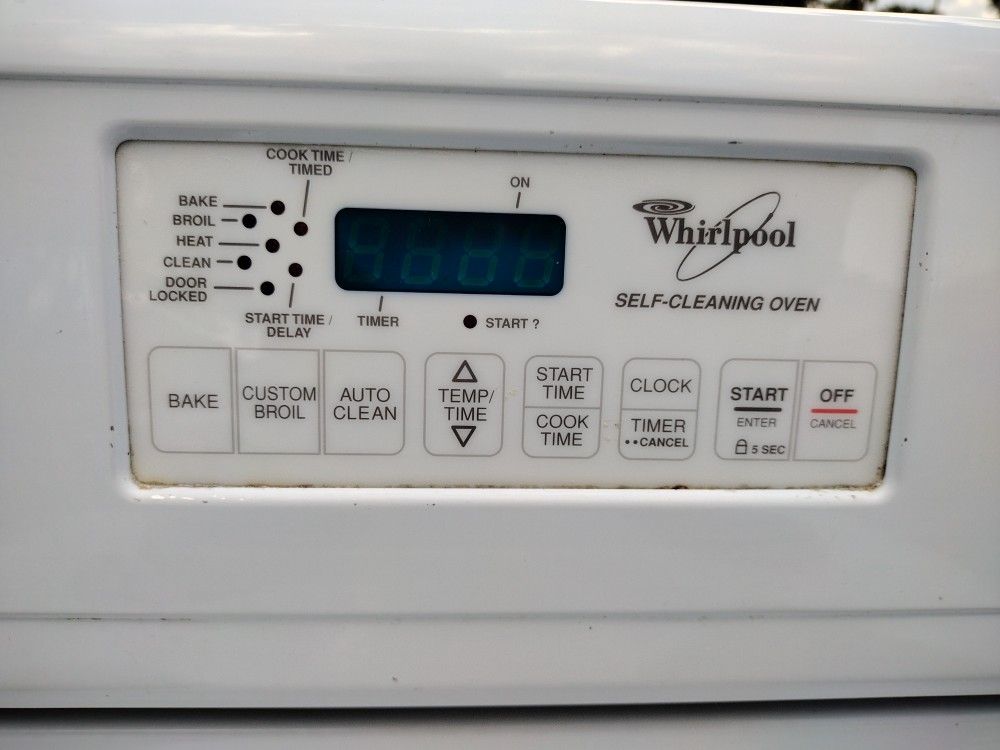 COOK TIME /
TIMED
BAKE
BROIL
HEAT
CLEAN
DOOR
LOCKED
START TIME /
DELAY
ON
TIMER
START ?
Whirlpool
SELF-CLEANING OVEN
BAKE
CUSTOM
BROIL
AUTO
CLEAN
TEMP/
TIME
START
TIME
COOK
TIME
CLOCK
TIMER
••CANCEL
START
ENTER
5 SEC
OFF
CANCEL